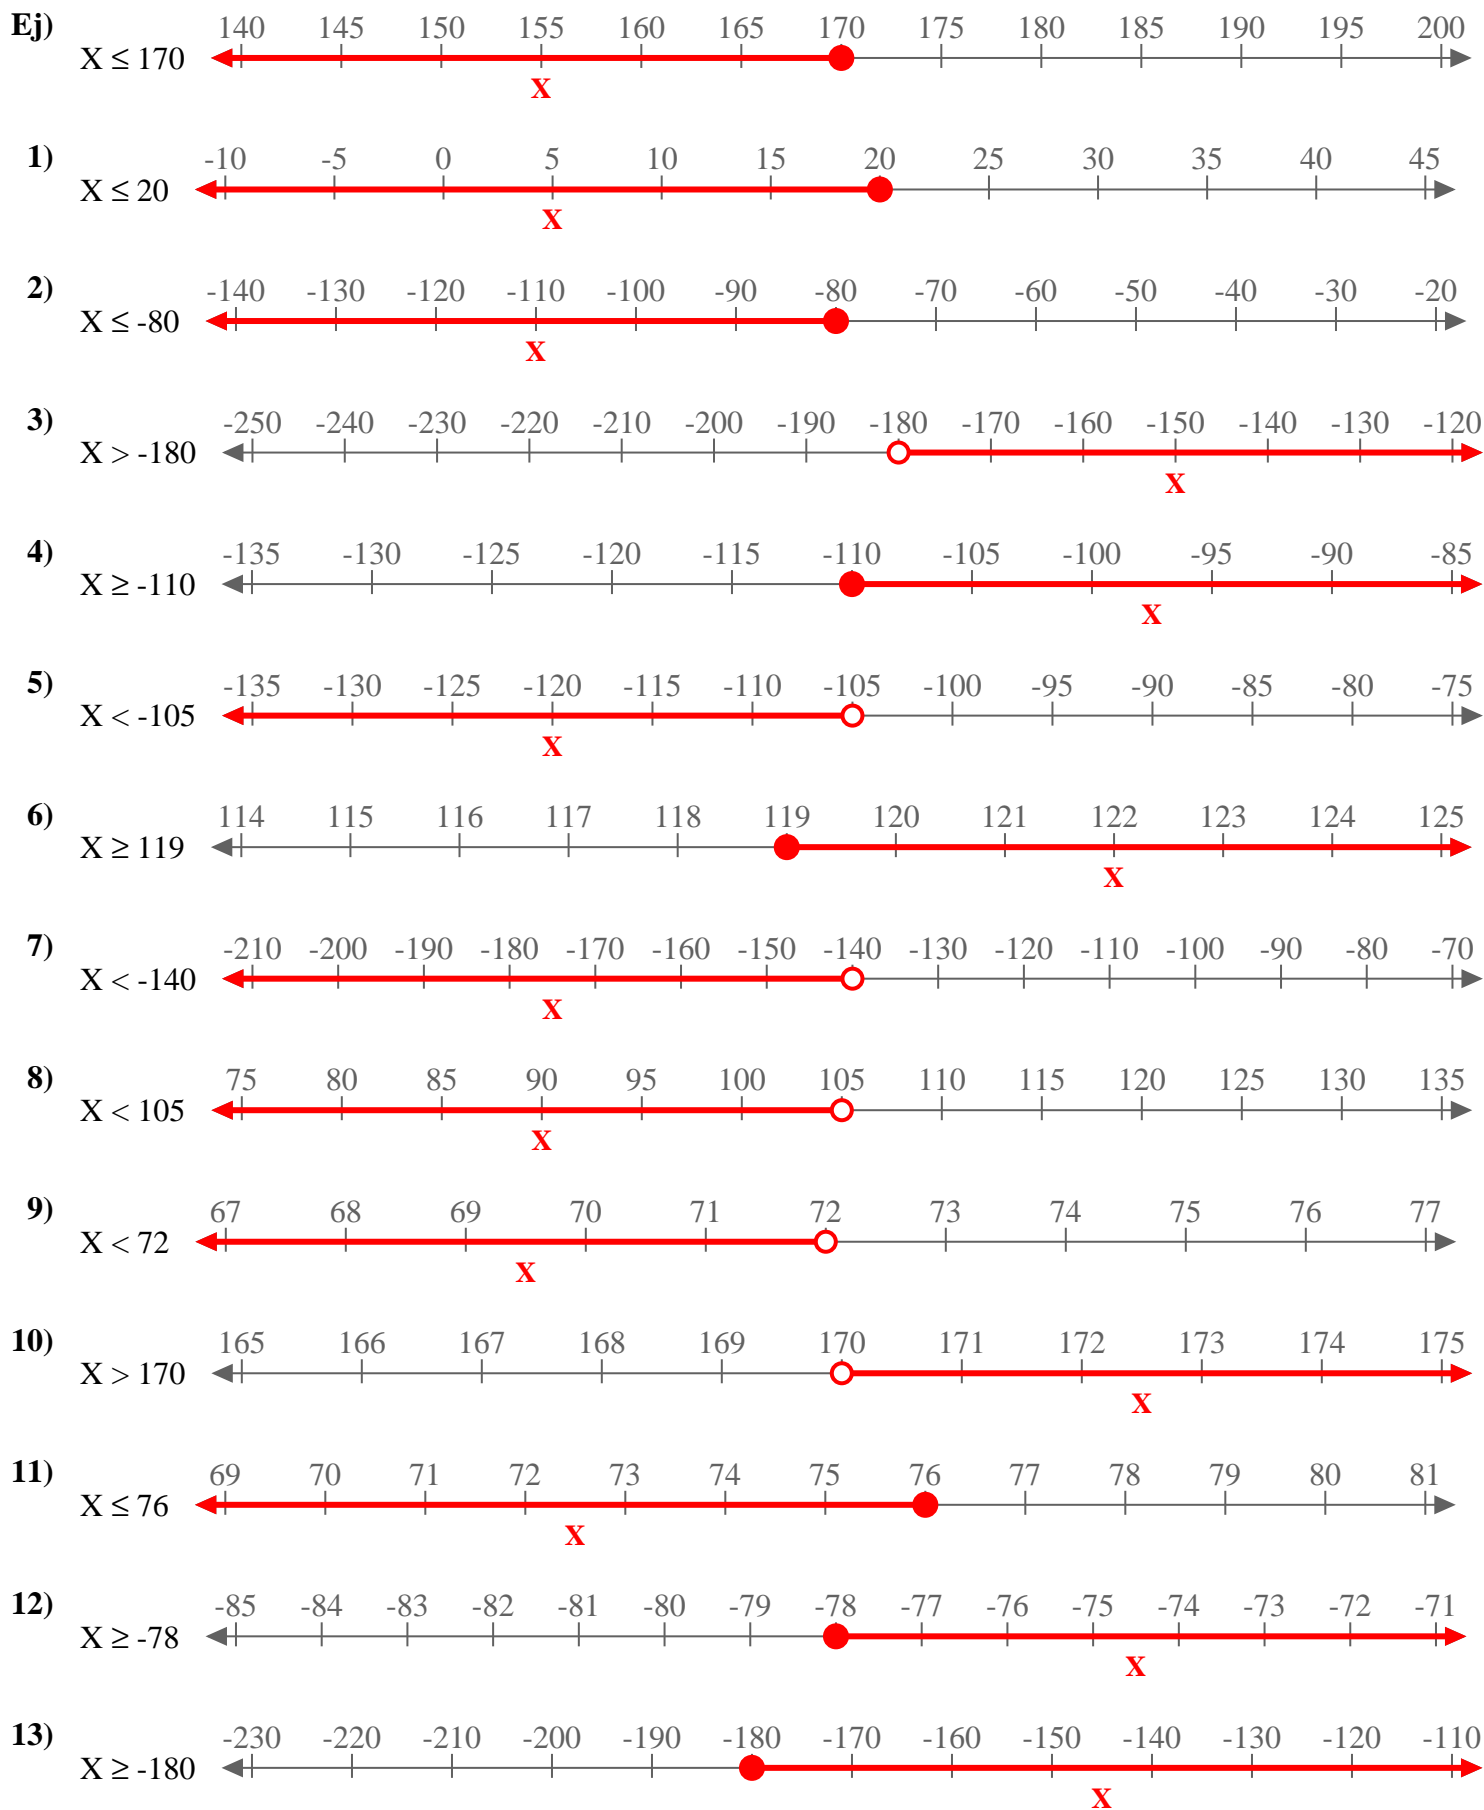 Ej) 140 145 150 155 160 165 170 175 180 185 190 195 200
X ≤ 170
X
1) -10 -5 0 5 10 15 20 25 30 35 40 45
X ≤ 20
X
2) -140 -130 -120 -110 -100 -90 -80 -70 -60 -50 -40 -30 -20
X ≤ -80
X
3) -250 -240 -230 -220 -210 -200 -190 -180 -170 -160 -150 -140 -130 -120
X > -180
X
4) -135 -130 -125 -120 -115 -110 -105 -100 -95 -90 -85
X ≥ -110
X
5) -135 -130 -125 -120 -115 -110 -105 -100 -95 -90 -85 -80 -75
X < -105
X
6) 114 115 116 117 118 119 120 121 122 123 124 125
X ≥ 119
X
7) -210 -200 -190 -180 -170 -160 -150 -140 -130 -120 -110 -100 -90 -80 -70
X < -140
X
8) 75 80 85 90 95 100 105 110 115 120 125 130 135
X < 105
X
9) 67 68 69 70 71 72 73 74 75 76 77
X < 72
X
10) 165 166 167 168 169 170 171 172 173 174 175
X > 170
X
11) 69 70 71 72 73 74 75 76 77 78 79 80 81
X ≤ 76
X
12) -85 -84 -83 -82 -81 -80 -79 -78 -77 -76 -75 -74 -73 -72 -71
X ≥ -78
X
13) -230 -220 -210 -200 -190 -180 -170 -160 -150 -140 -130 -120 -110
X ≥ -180
X